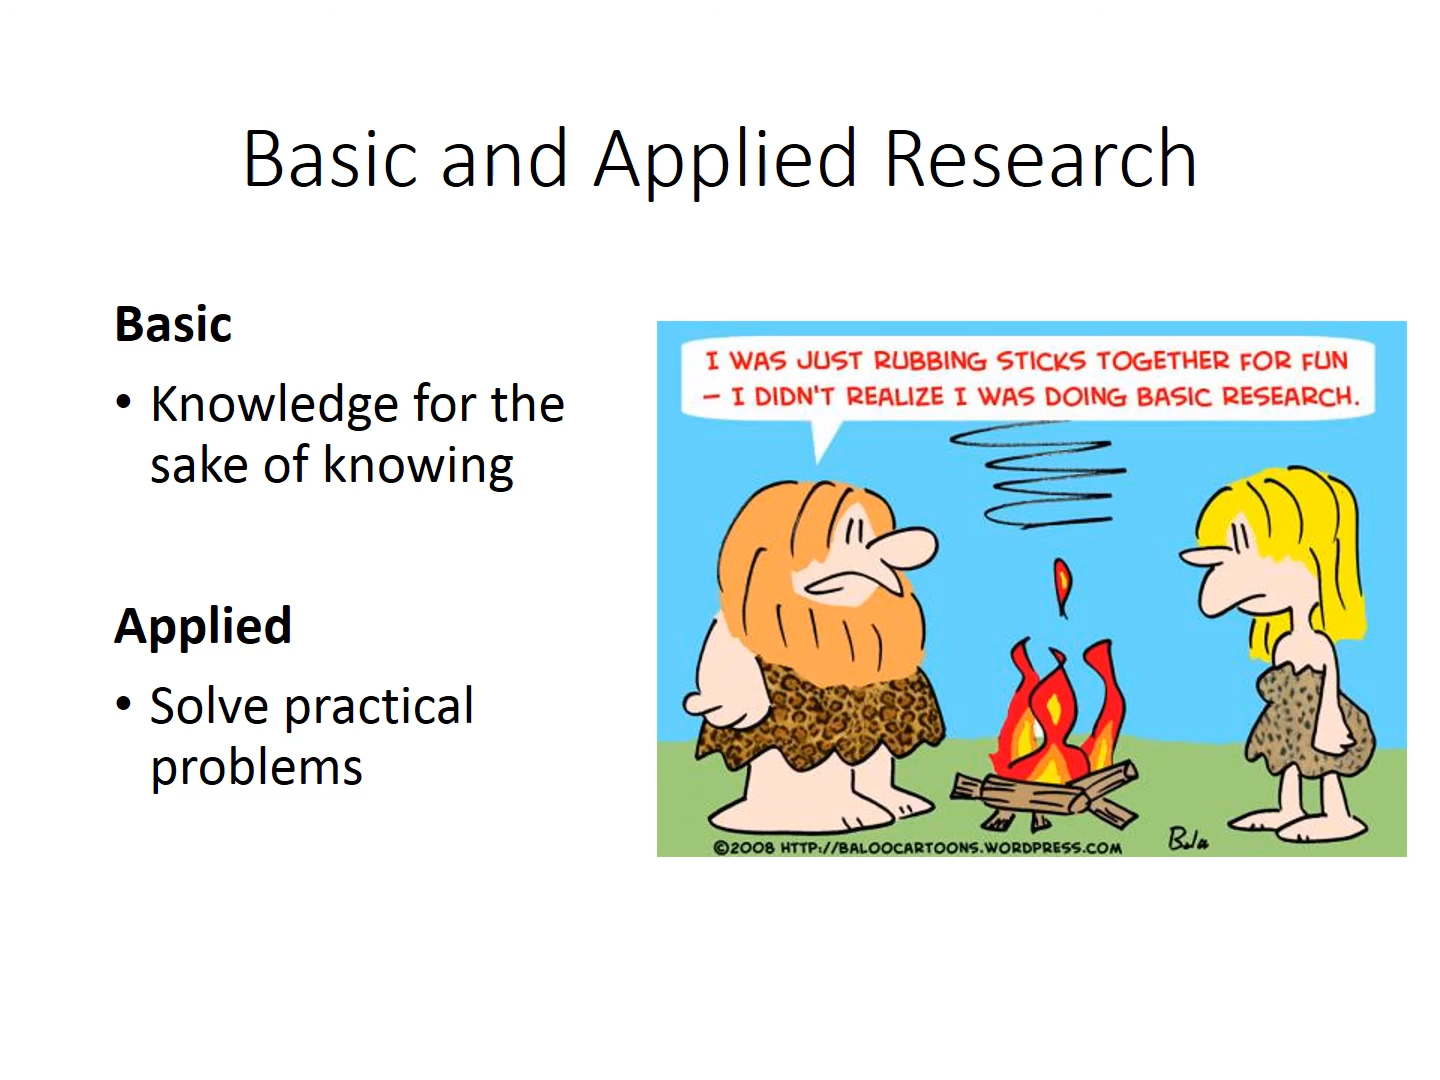 Basic and Applied Research
Basic
• Knowledge for the
sake of knowing
Applied
• Solve practical
problems
I WAS JUST RUBBING STICKS TOGETHER FOR FUN
– I DIDN'T REALIZE I WAS DOING BASIC RESEARCH.
©2008 HTTP://BALOOCARTOONS.WORDPRESS.COM